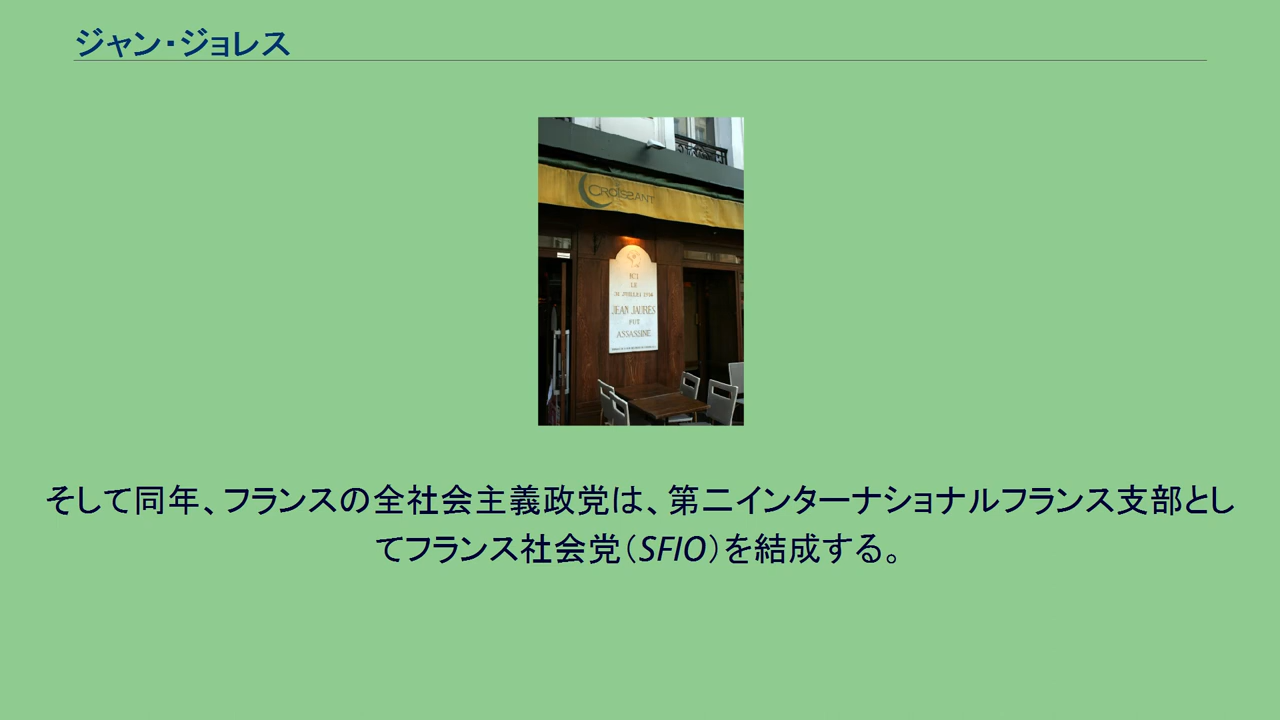 ジャン・ジョレス
CROISSANT
ICI
LE
31 JUILLET 1914
JEAN JAURES
FUT
ASSASSINE
そして同年、フランスの全社会主義政党は、第二インターナショナルフランス支部とし
てフランス社会党（SFIO）を結成する。